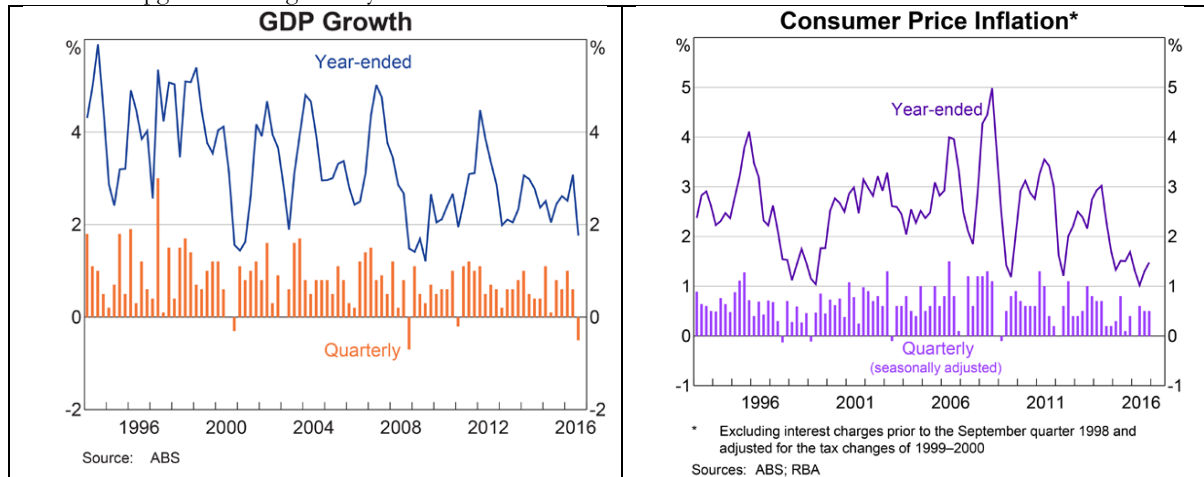 GDP Growth
% %
Year-ended
4 4
2 2
0 0
Quarterly
-2 -2
1996 2000 2004 2008 2012 2016
Source: ABS
Consumer Price Inflation*
% %
5 5
Year-ended
4 4
3 3
2 2
1 1
0 0
Quarterly
(seasonally adjusted)
-1 -1
1996 2001 2006 2011 2016
* Excluding interest charges prior to the September quarter 1998 and
adjusted for the tax changes of 1999–2000
Sources: ABS; RBA